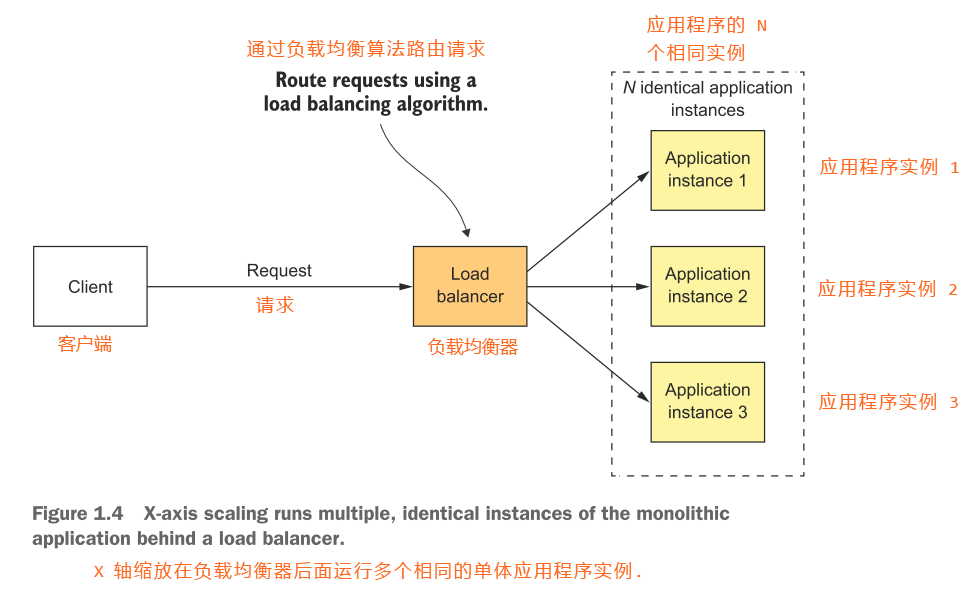 通过负载均衡算法路由请求
Route requests using a
load balancing algorithm.
应用程序的 N
个相同实例
N identical application
instances
Application
instance 1
应用程序实例 1
Client
客户端
Request
请求
Load
balancer
负载均衡器
Application
instance 2
应用程序实例 2
Application
instance 3
应用程序实例 3
Figure 1.4 X-axis scaling runs multiple, identical instances of the monolithic
application behind a load balancer.
X 轴缩放在负载均衡器后面运行多个相同的单体应用程序实例.